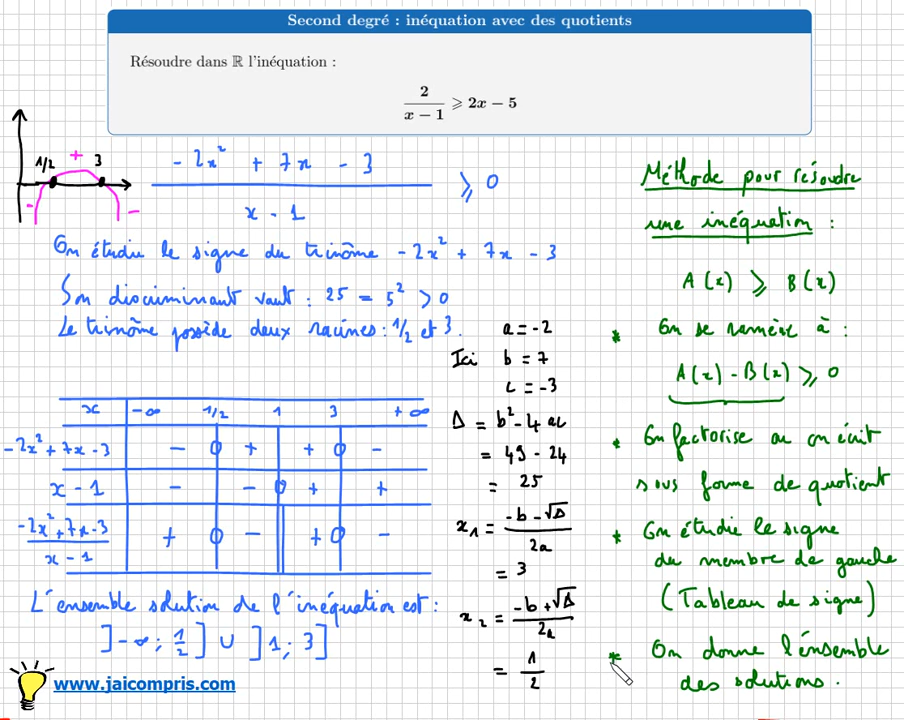 Second degré : inéquation avec des quotients
Résoudre dans ℝ l'inéquation :
2/(x − 1) ⩾ 2x − 5
1/2 + 3
- -
(-2x² + 7x - 3)/(x - 1) ⩾ 0
On étudie le signe du trinôme -2x² + 7x - 3
Son discriminant vaut : 25 = 5² > 0
Le trinôme possède deux racines : 1/2 et 3.
x -∞ 1/2 1 3 +∞
-2x² + 7x - 3 - 0 + + 0 -
x - 1 - - 0 + +
(-2x² + 7x - 3)/(x - 1) + 0 - || + 0 -
L'ensemble solution de l'inéquation est :
]-∞ ; 1/2] ∪ ]1 ; 3]
www.jaicompris.com
a = -2
Ici b = 7
c = -3
Δ = b² - 4ac
= 49 - 24
= 25
x₁ = (-b - √Δ)/2a
= 3
x₂ = (-b + √Δ)/2a
= 1/2
Méthode pour résoudre
une inéquation :
A(x) ⩾ B(x)
* On se ramène à :
A(x) - B(x) ⩾ 0
* On factorise ou on écrit
sous forme de quotient
* On étudie le signe
du membre de gauche
(Tableau de signe)
* On donne l'ensemble
des solutions.